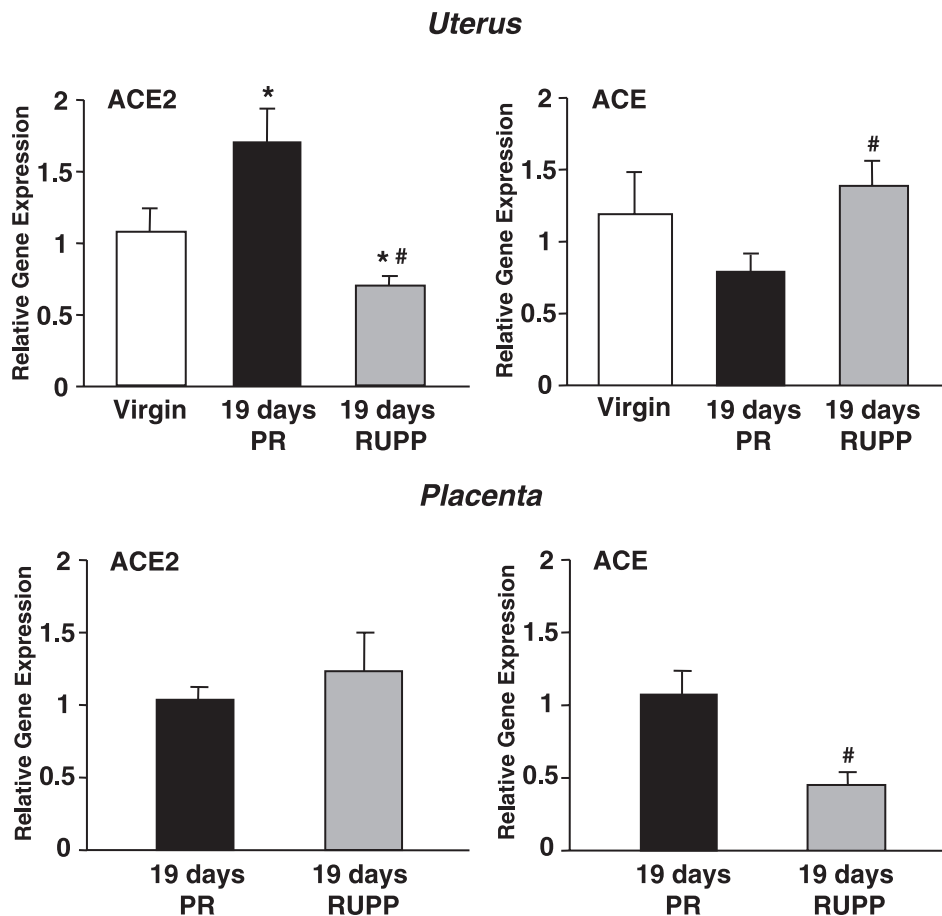 Uterus
ACE2
Relative Gene Expression
2
1.5
1
0.5
0
*
* #
Virgin
19 days
PR
19 days
RUPP
ACE
Relative Gene Expression
2
1.5
1
0.5
0
#
Virgin
19 days
PR
19 days
RUPP
Placenta
ACE2
Relative Gene Expression
2
1.5
1
0.5
0
19 days
PR
19 days
RUPP
ACE
Relative Gene Expression
2
1.5
1
0.5
0
#
19 days
PR
19 days
RUPP